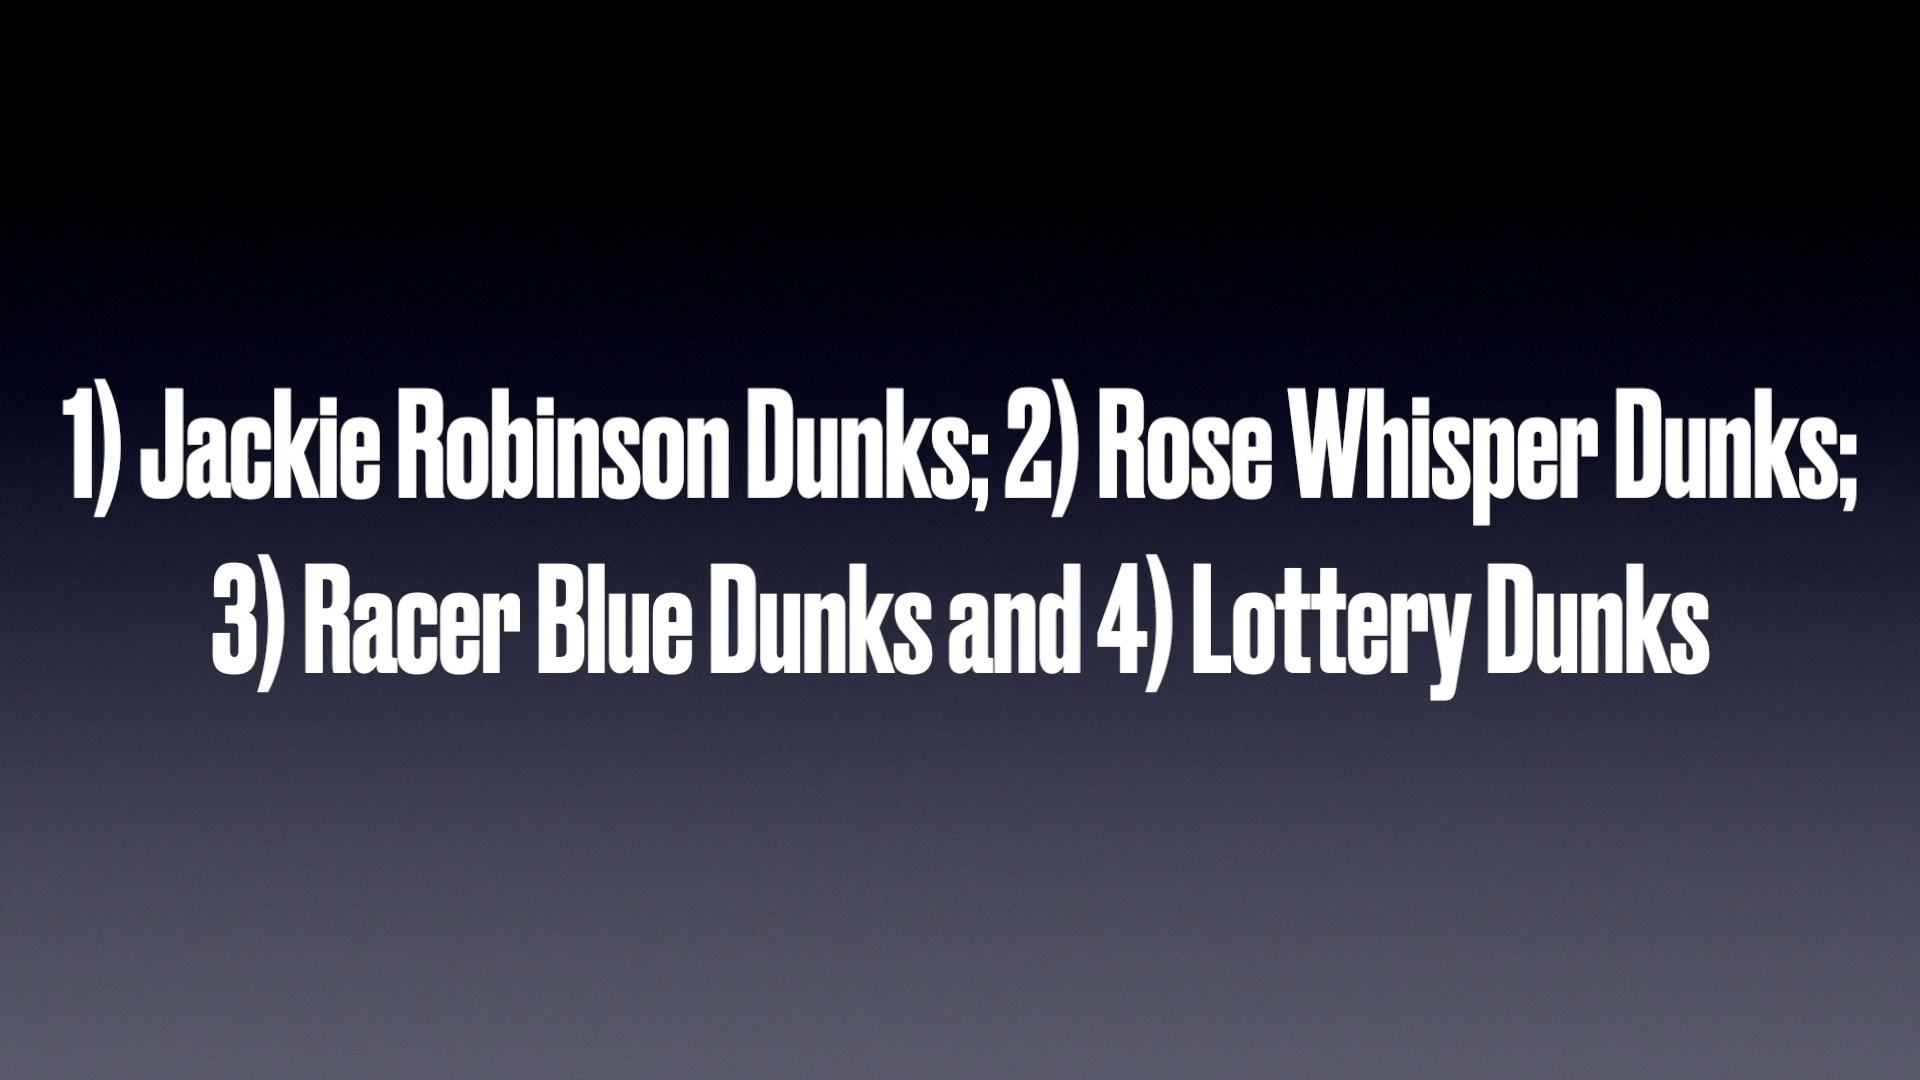 1) Jackie Robinson Dunks; 2) Rose Whisper Dunks;
3) Racer Blue Dunks and 4) Lottery Dunks